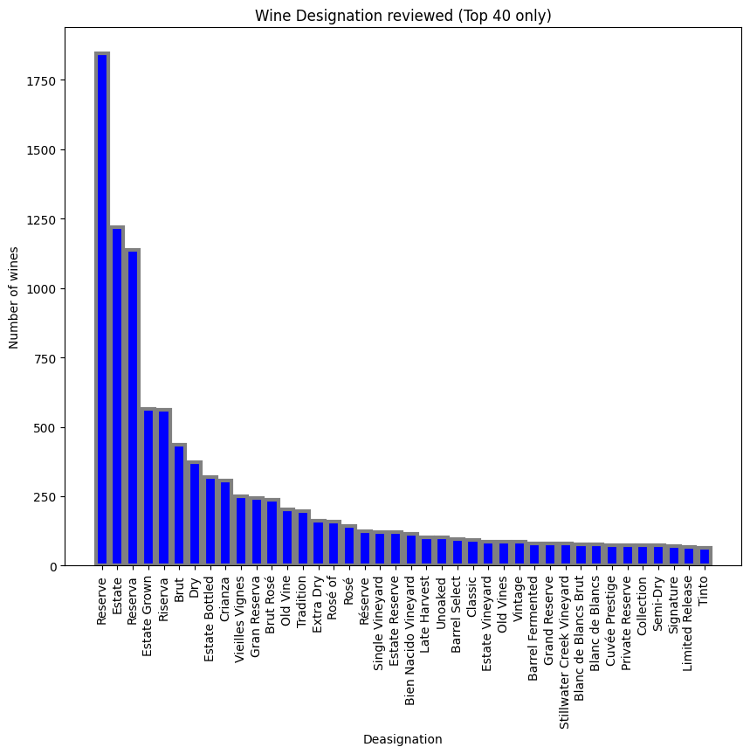 Wine Designation reviewed (Top 40 only)
Number of wines
1750
1500
1250
1000
750
500
250
0
Reserve
Estate
Reserva
Estate Grown
Riserva
Brut
Dry
Estate Bottled
Crianza
Vieilles Vignes
Gran Reserva
Brut Rosé
Old Vine
Tradition
Extra Dry
Rosé of
Rosé
Réserve
Single Vineyard
Estate Reserve
Bien Nacido Vineyard
Late Harvest
Unoaked
Barrel Select
Classic
Estate Vineyard
Old Vines
Vintage
Barrel Fermented
Grand Reserve
Stillwater Creek Vineyard
Blanc de Blancs Brut
Blanc de Blancs
Cuvée Prestige
Private Reserve
Collection
Semi-Dry
Signature
Limited Release
Tinto
Deasignation